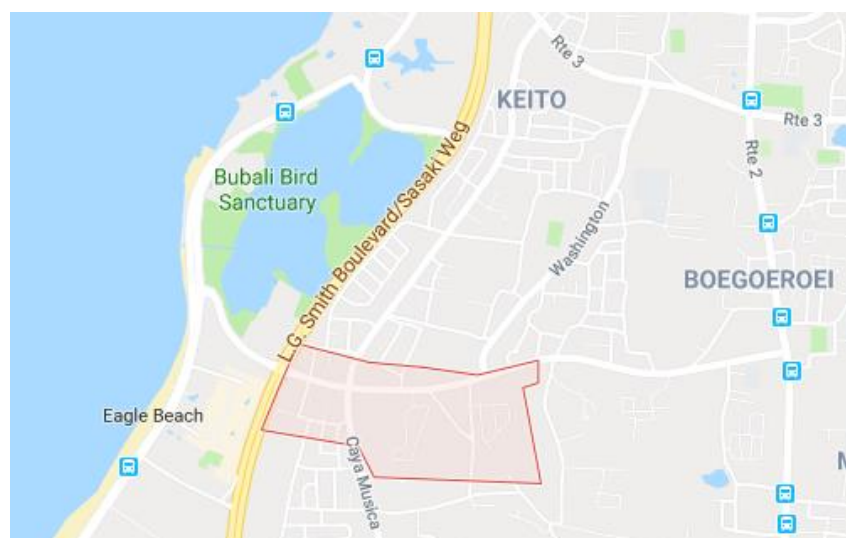 Rte 3
KEITO
Rte 3
Rte 2
Bubali Bird
Sanctuary
L.G. Smith Boulevard/Sasaki Weg
Washington
BOEGOEROEI
Eagle Beach
Caya Musica
M